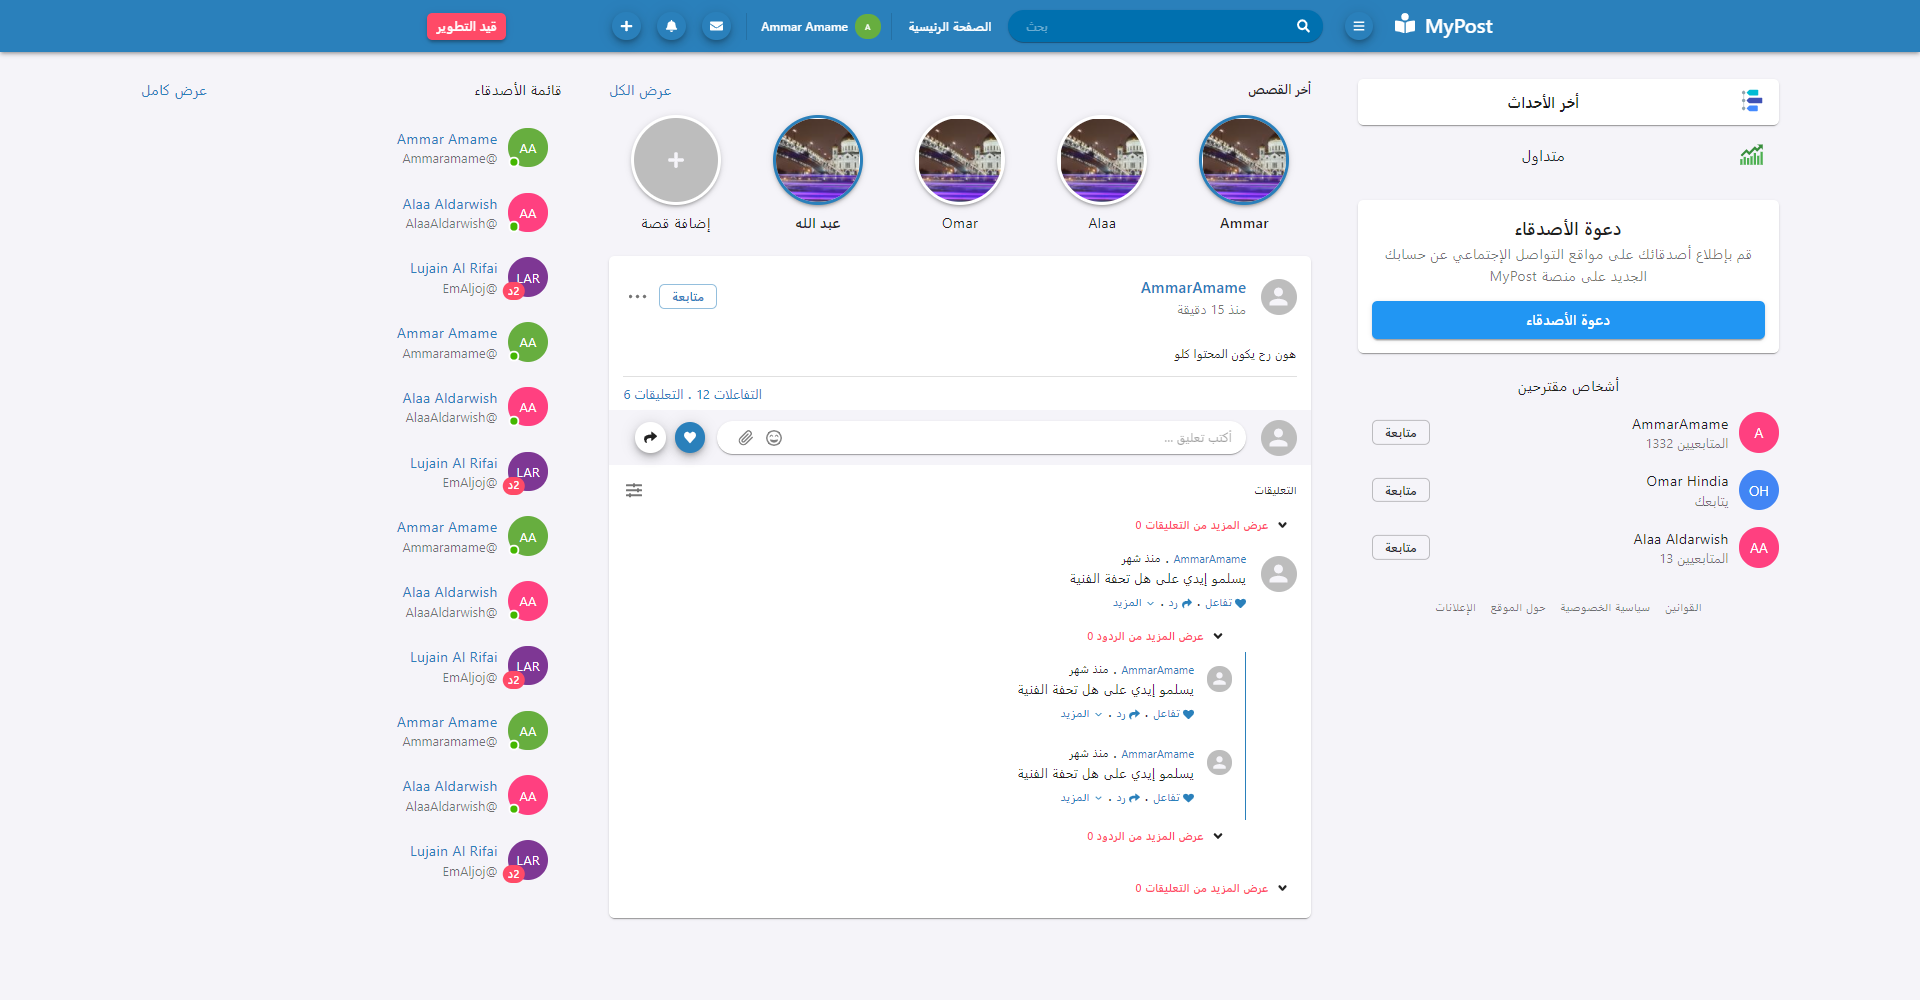 MyPost
بحث
الصفحة الرئيسية
A
Ammar Amame
قيد التطوير
أخر الأحداث
متداول
دعوة الأصدقاء
قم بإطلاع أصدقائك على مواقع التواصل الإجتماعي عن حسابك
الجديد على منصة MyPost
دعوة الأصدقاء
أشخاص مقترحين
A
AmmarAmame
المتابعيين 1332
متابعة
OH
Omar Hindia
يتابعك
متابعة
AA
Alaa Aldarwish
المتابعيين 13
متابعة
القوانين سياسية الخصوصية حول الموقع الإعلانات
أخر القصص
عرض الكل
Ammar
Alaa
Omar
عبد الله
إضافة قصة
AmmarAmame
منذ 15 دقيقة
متابعة
هون رح يكون المحتوا كلو
التفاعلات 12 . التعليقات 6
أكتب تعليق ...
التعليقات
عرض المزيد من التعليقات 0
AmmarAmame . منذ شهر
يسلمو إيدي على هل تحفة الفنية
تفاعل . رد . المزيد
عرض المزيد من الردود 0
AmmarAmame . منذ شهر
يسلمو إيدي على هل تحفة الفنية
تفاعل . رد . المزيد
AmmarAmame . منذ شهر
يسلمو إيدي على هل تحفة الفنية
تفاعل . رد . المزيد
عرض المزيد من الردود 0
عرض المزيد من التعليقات 0
قائمة الأصدقاء
عرض كامل
AA
Ammar Amame
Ammaramame@
AA
Alaa Aldarwish
AlaaAldarwish@
LAR
2د
Lujain Al Rifai
EmAljoj@
AA
Ammar Amame
Ammaramame@
AA
Alaa Aldarwish
AlaaAldarwish@
LAR
2د
Lujain Al Rifai
EmAljoj@
AA
Ammar Amame
Ammaramame@
AA
Alaa Aldarwish
AlaaAldarwish@
LAR
2د
Lujain Al Rifai
EmAljoj@
AA
Ammar Amame
Ammaramame@
AA
Alaa Aldarwish
AlaaAldarwish@
LAR
2د
Lujain Al Rifai
EmAljoj@